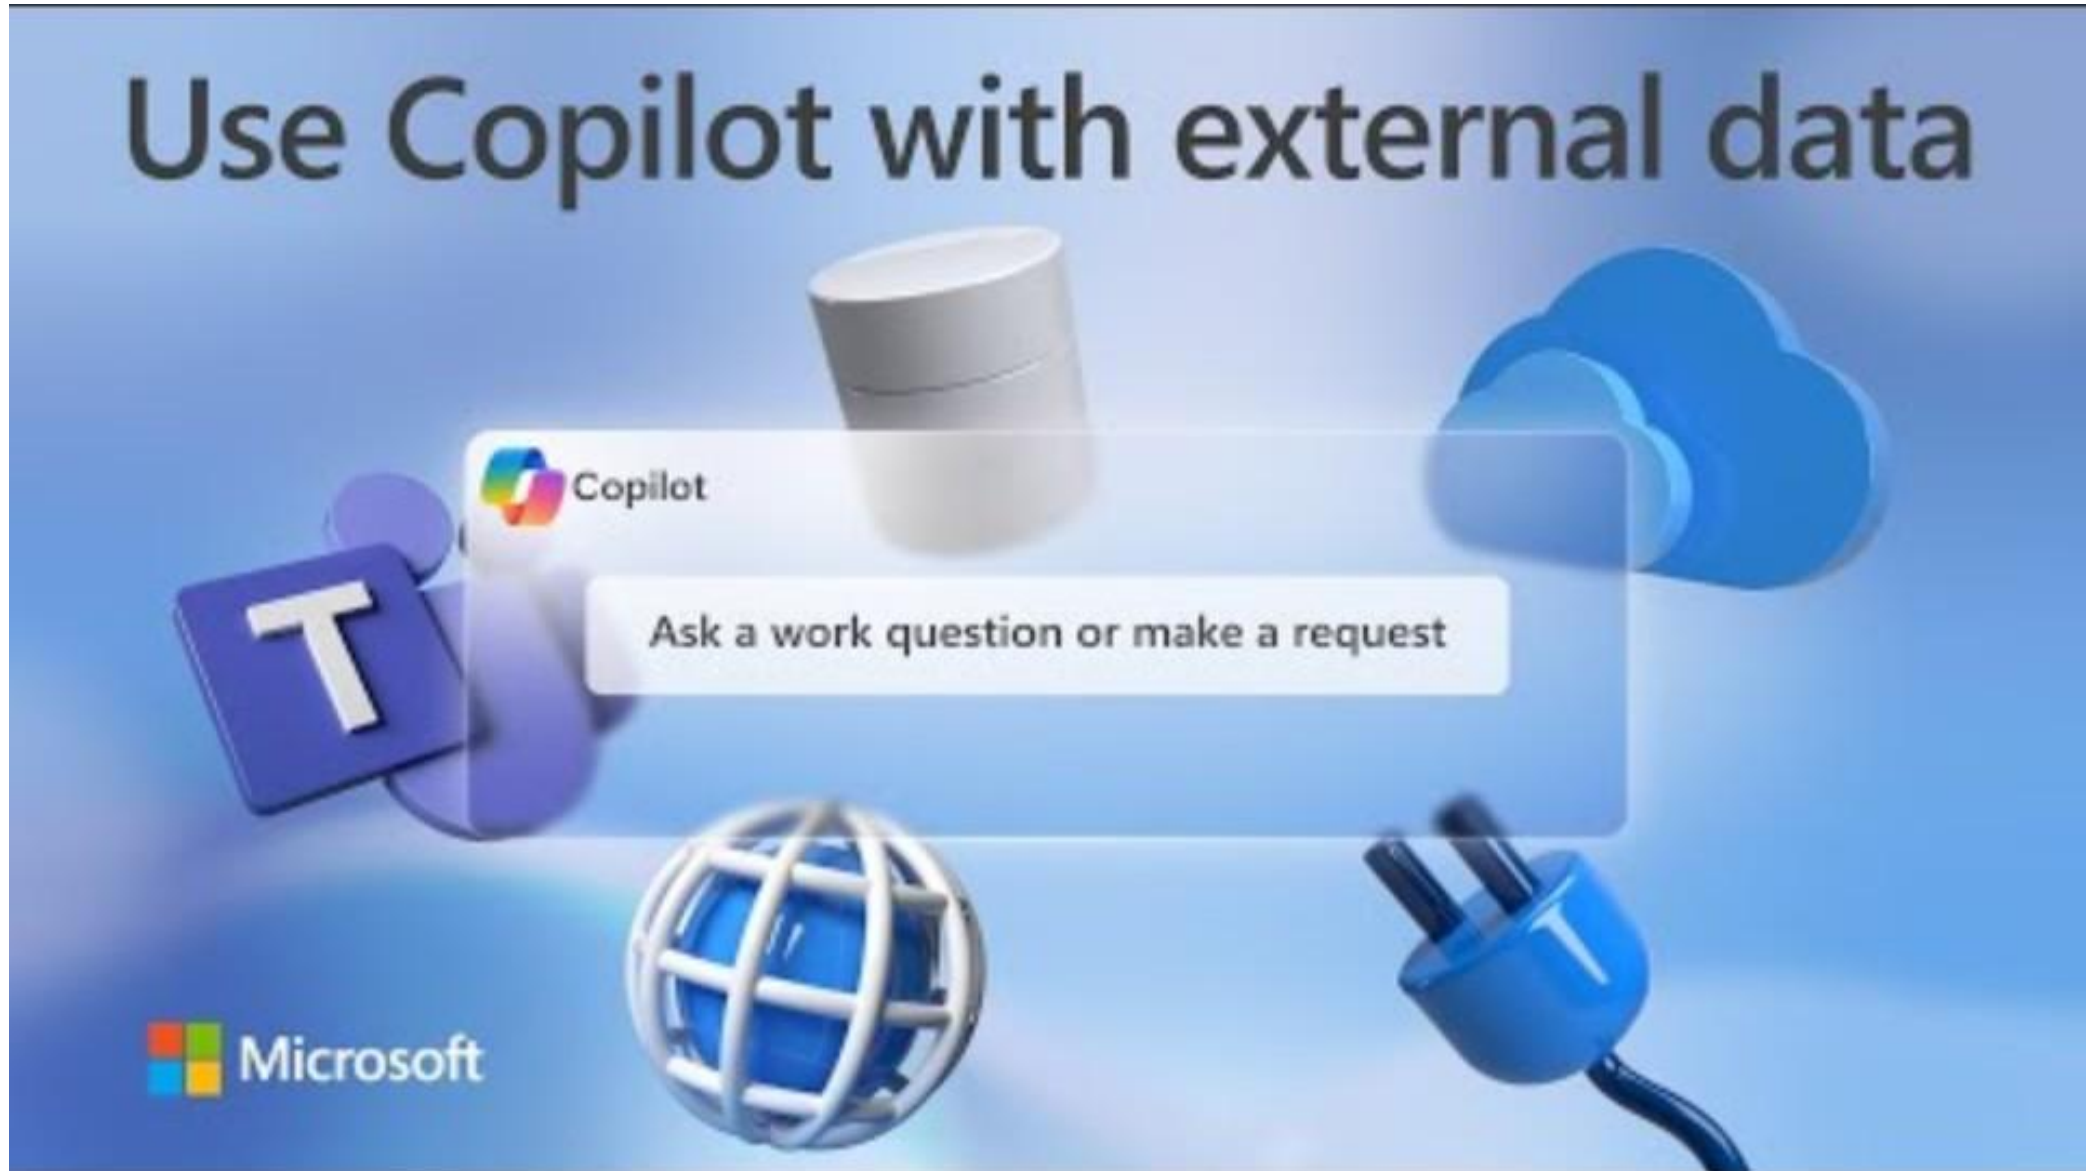 Use Copilot with external data
Copilot
T
Ask a work question or make a request
Microsoft